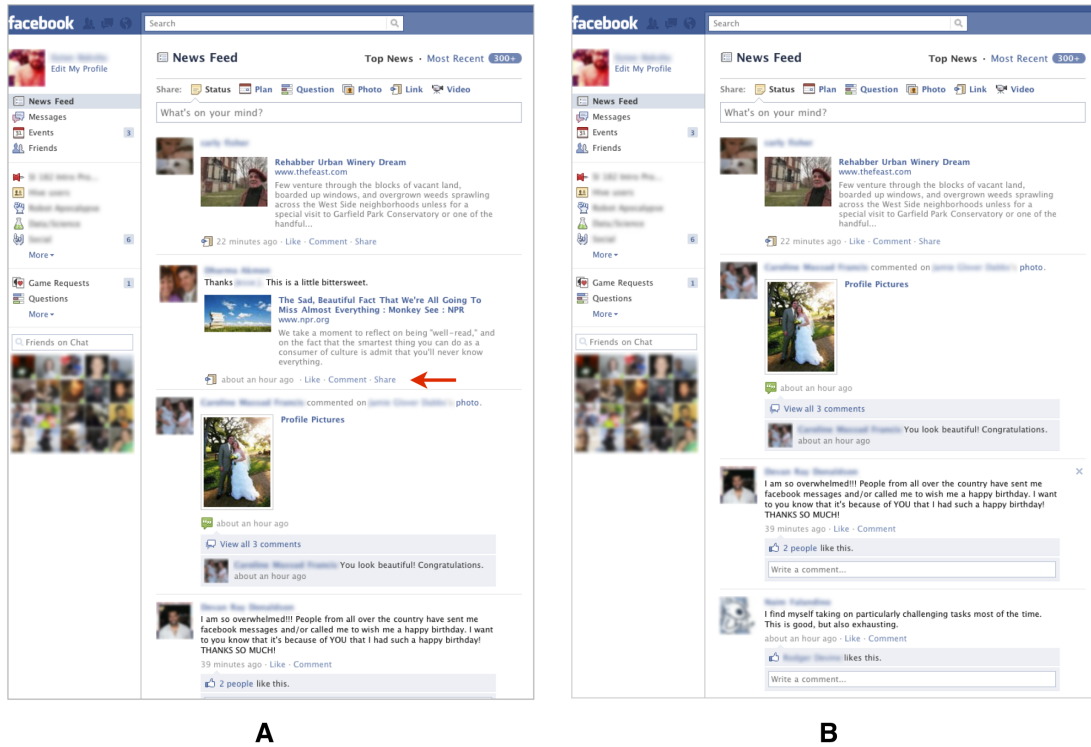 facebook
Search
Edit My Profile
News Feed
Messages
Events 3
Friends
6
More
Game Requests 1
Questions
More
Friends on Chat
News Feed
Top News · Most Recent 300+
Share: Status Plan Question Photo Link Video
What's on your mind?
Rehabber Urban Winery Dream
www.thefeast.com
Few venture through the blocks of vacant land,
boarded up windows, and overgrown weeds sprawling
across the West Side neighborhoods unless for a
special visit to Garfield Park Conservatory or one of the
handful...
22 minutes ago · Like · Comment · Share
Thanks This is a little bittersweet.
The Sad, Beautiful Fact That We're All Going To
Miss Almost Everything : Monkey See : NPR
www.npr.org
We take a moment to reflect on being "well-read," and
on the fact that the smartest thing you can do as a
consumer of culture is admit that you'll never know
everything.
about an hour ago · Like · Comment · Share
commented on photo.
Profile Pictures
about an hour ago
View all 3 comments
You look beautiful! Congratulations.
about an hour ago
I am so overwhelmed!!! People from all over the country have sent me
facebook messages and/or called me to wish me a happy birthday. I want
to you know that it's because of YOU that I had such a happy birthday!
THANKS SO MUCH!
39 minutes ago · Like · Comment
2 people like this.
A
facebook
Search
Edit My Profile
News Feed
Messages
Events 3
Friends
6
More
Game Requests 1
Questions
More
Friends on Chat
News Feed
Top News · Most Recent 300+
Share: Status Plan Question Photo Link Video
What's on your mind?
Rehabber Urban Winery Dream
www.thefeast.com
Few venture through the blocks of vacant land,
boarded up windows, and overgrown weeds sprawling
across the West Side neighborhoods unless for a
special visit to Garfield Park Conservatory or one of the
handful...
22 minutes ago · Like · Comment · Share
commented on photo.
Profile Pictures
about an hour ago
View all 3 comments
You look beautiful! Congratulations.
about an hour ago
I am so overwhelmed!!! People from all over the country have sent me
facebook messages and/or called me to wish me a happy birthday. I want
to you know that it's because of YOU that I had such a happy birthday!
THANKS SO MUCH!
39 minutes ago · Like · Comment
2 people like this.
Write a comment...
I find myself taking on particularly challenging tasks most of the time.
This is good, but also exhausting.
about an hour ago · Like · Comment
likes this.
Write a comment...
B